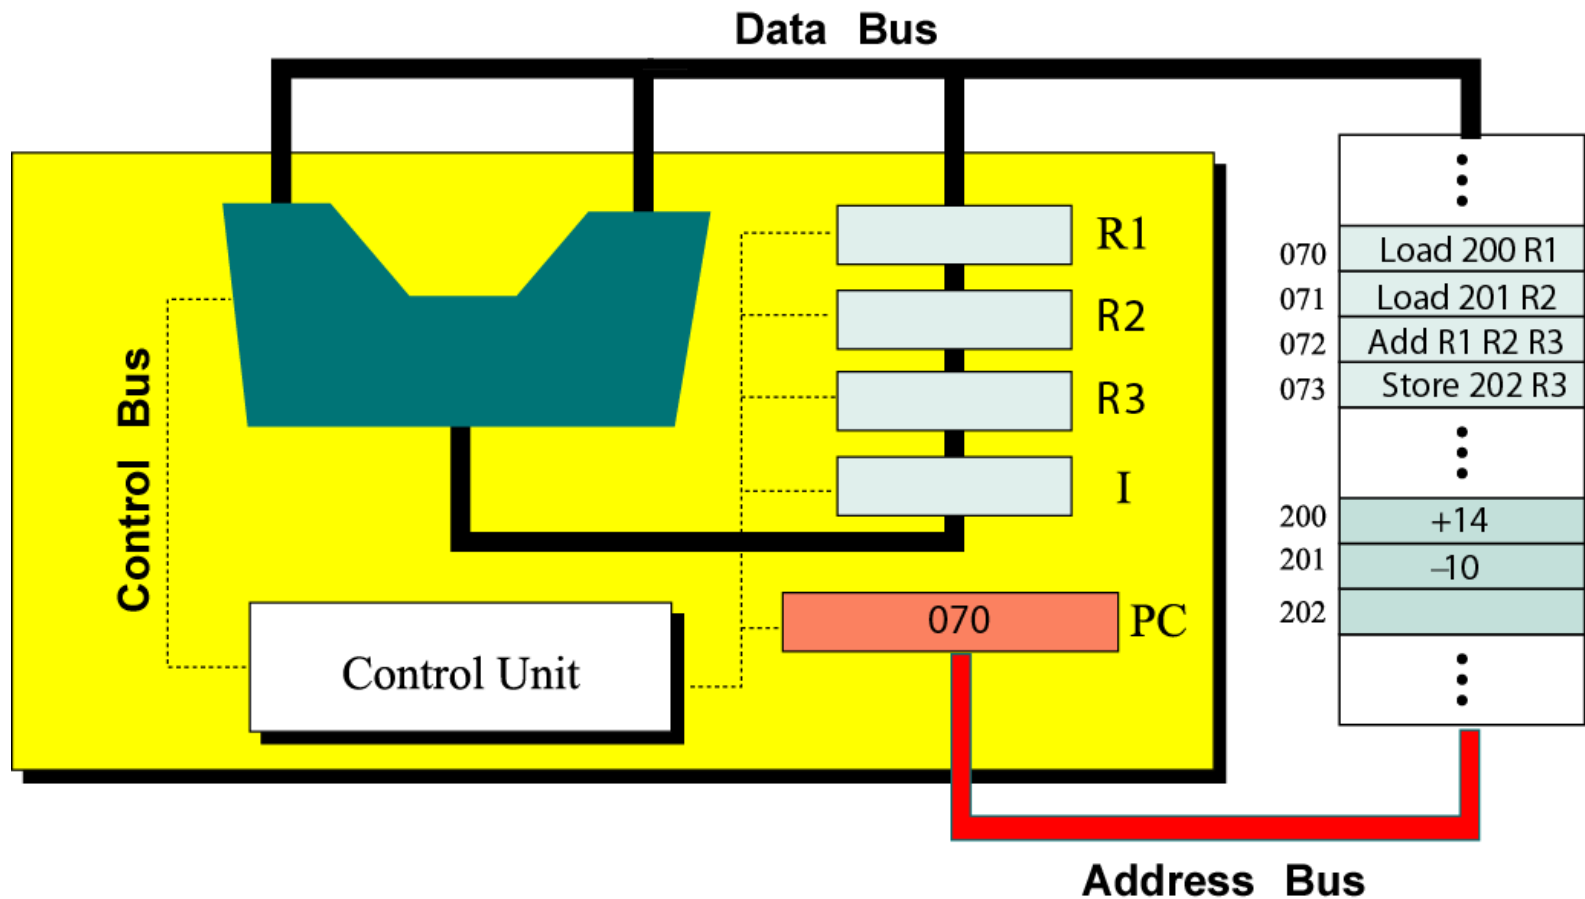 Data Bus
Control Bus
R1
R2
R3
I
070 PC
Control Unit
070 Load 200 R1
071 Load 201 R2
072 Add R1 R2 R3
073 Store 202 R3
200 +14
201 –10
202
Address Bus